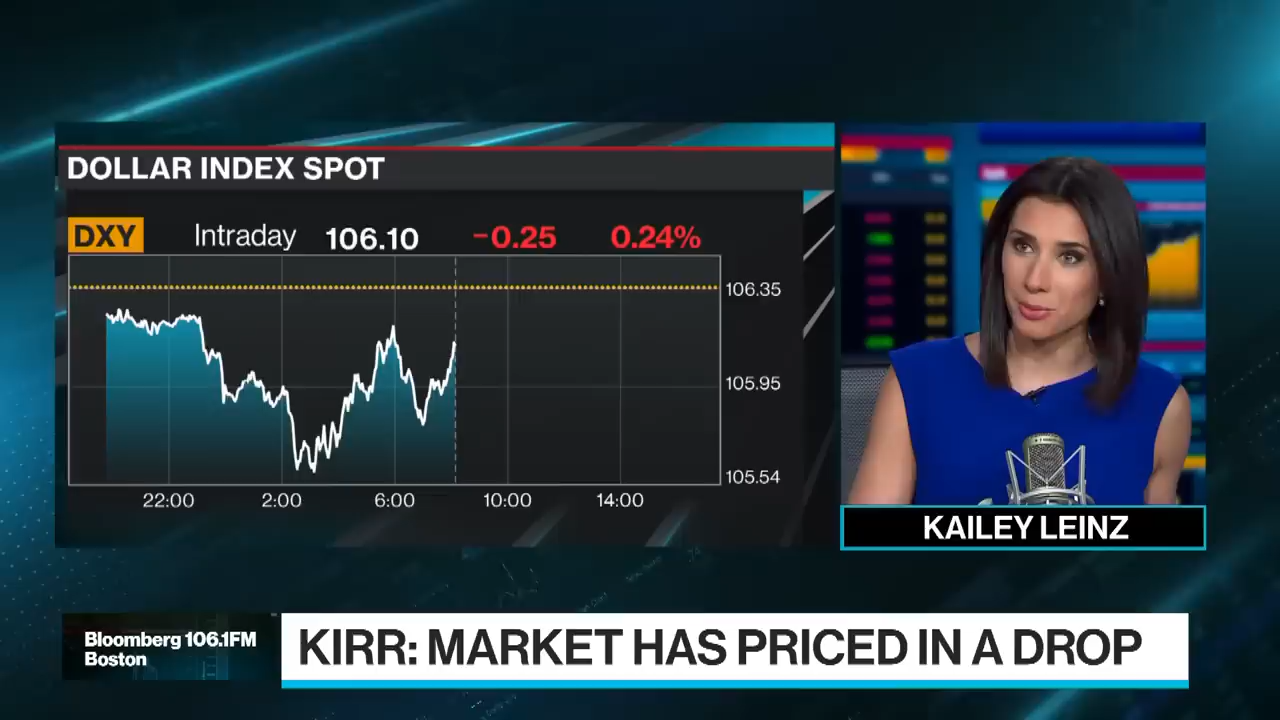 DOLLAR INDEX SPOT
DXY Intraday 106.10 -0.25 0.24%
106.35
105.95
105.54
22:00 2:00 6:00 10:00 14:00
KAILEY LEINZ
Bloomberg 106.1FM
Boston
KIRR: MARKET HAS PRICED IN A DROP